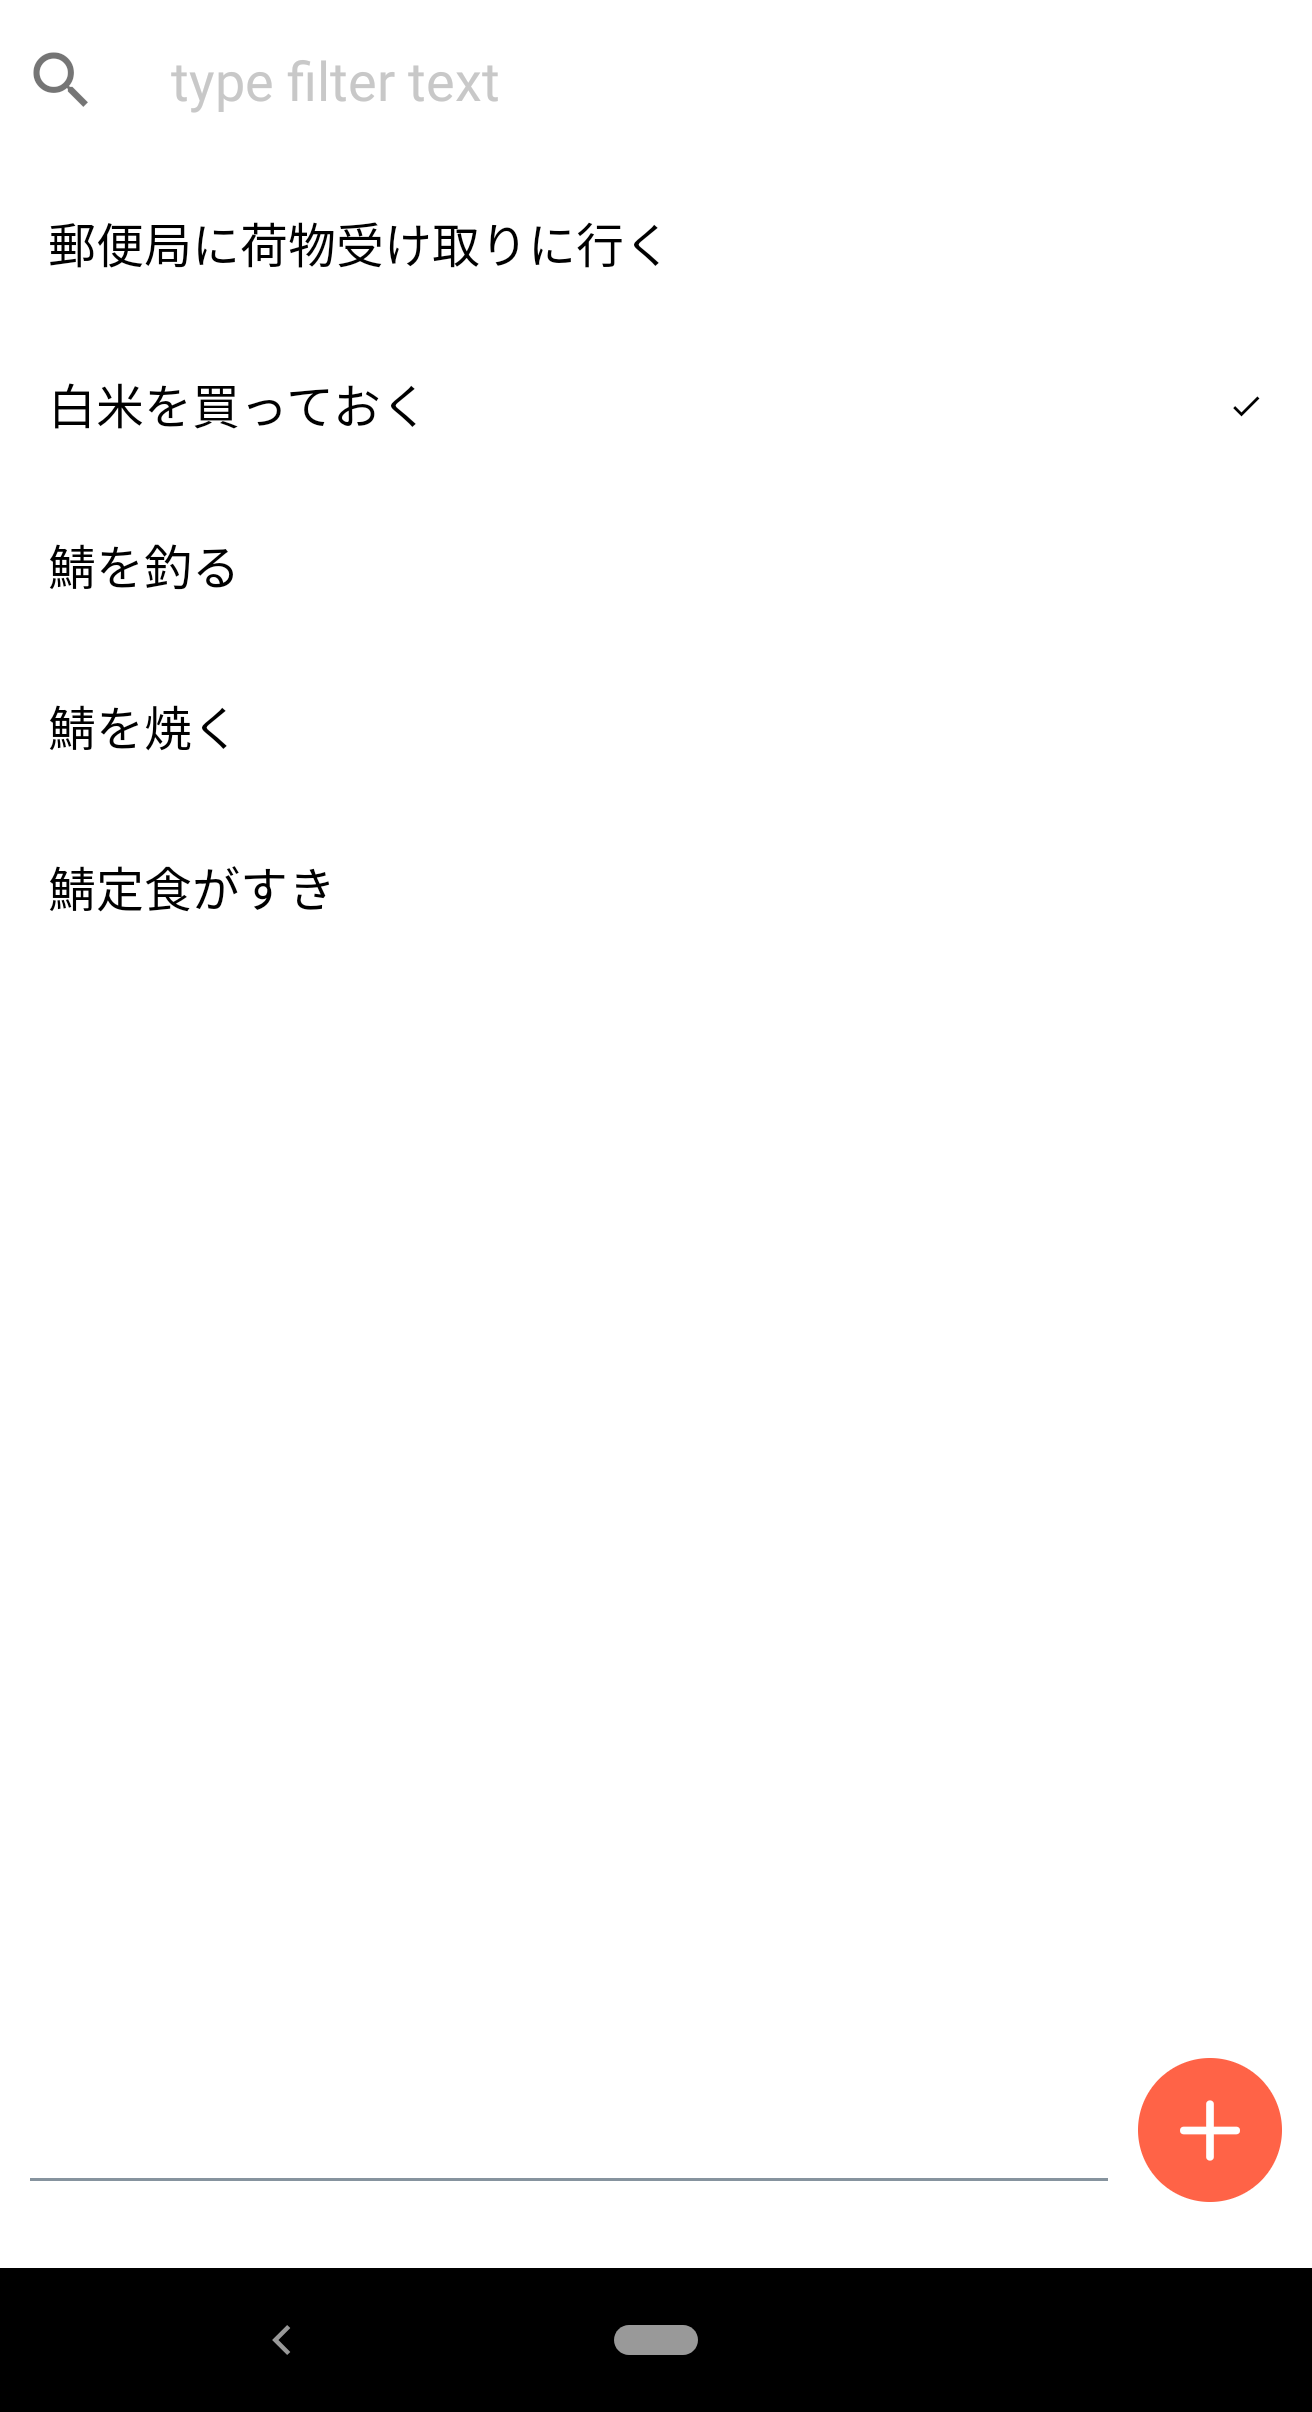 type filter text
郵便局に荷物受け取りに行く
白米を買っておく
鯖を釣る
鯖を焼く
鯖定食がすき